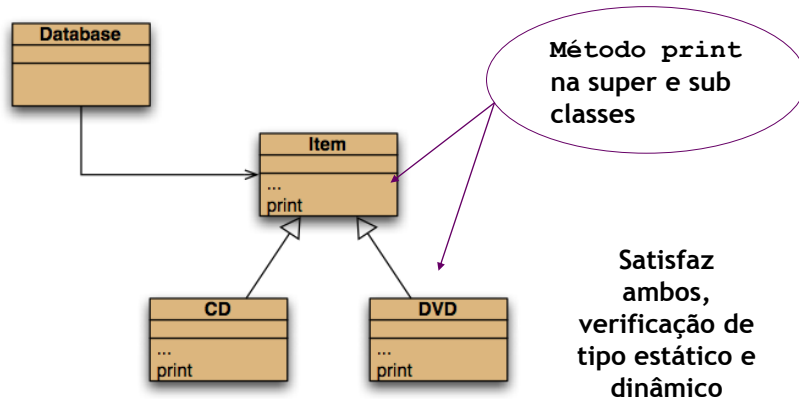 Database
Método print
na super e sub
classes
Item
...
print
CD
...
print
DVD
...
print
Satisfaz
ambos,
verificação de
tipo estático e
dinâmico